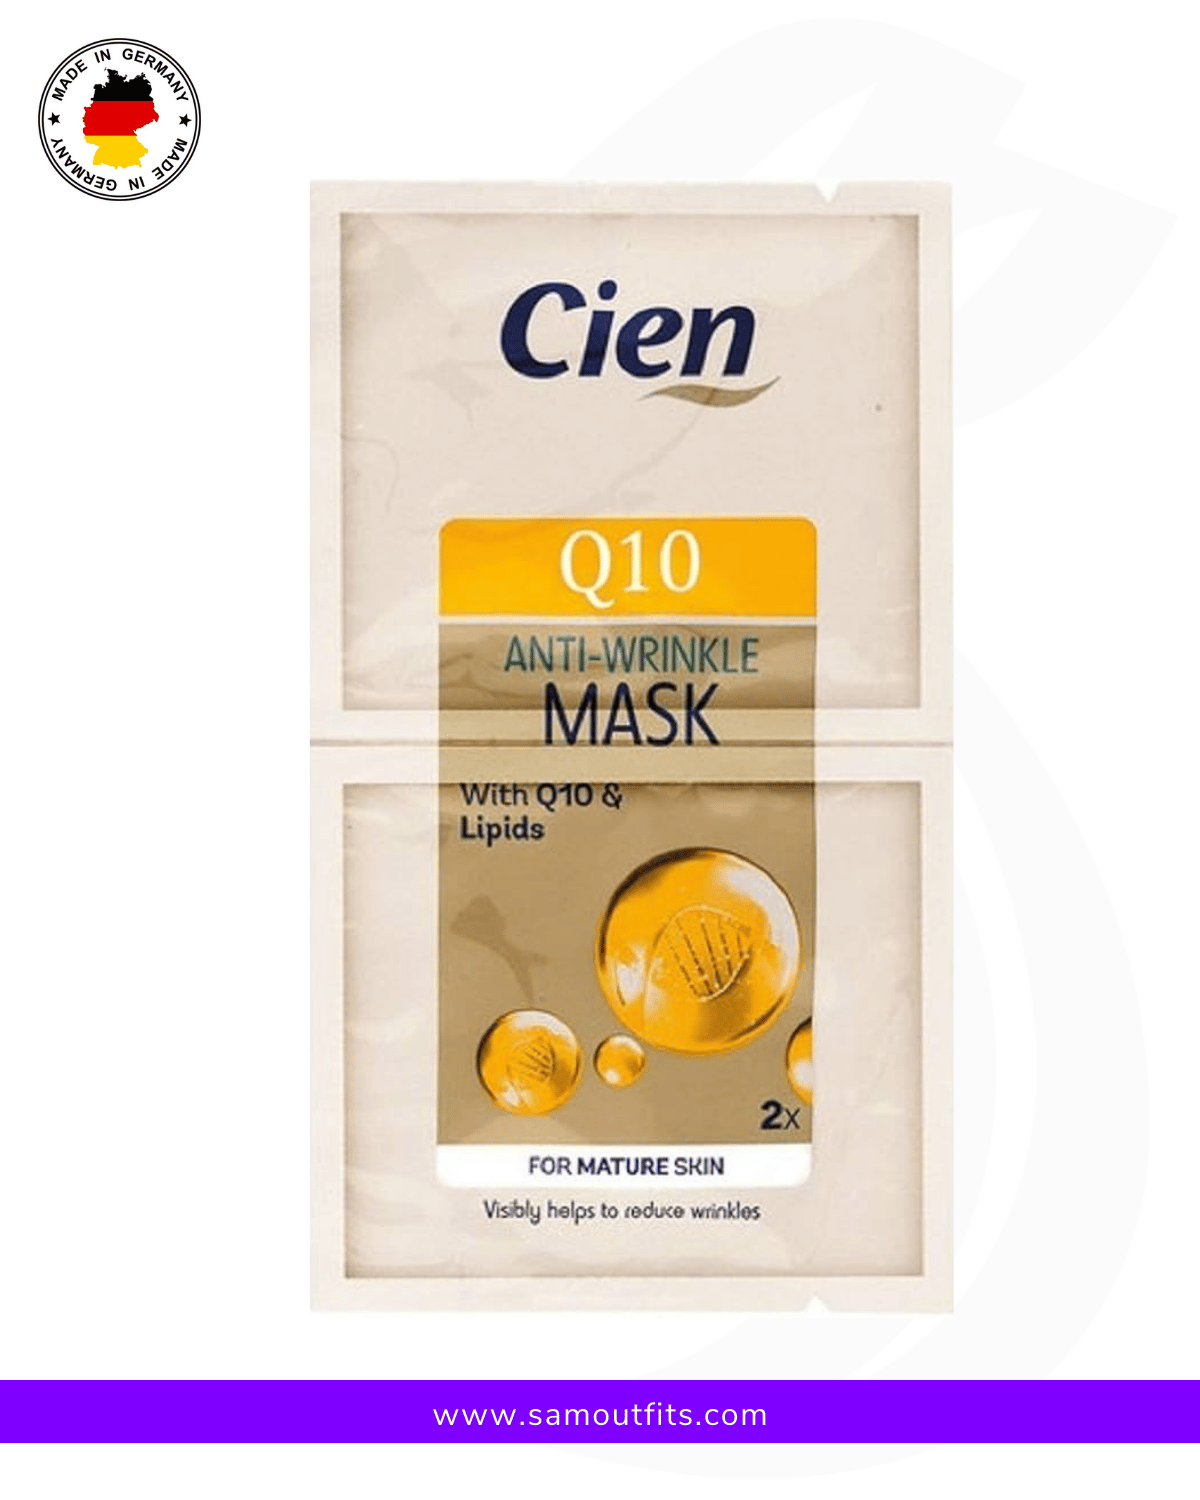 MADE IN GERMANY
MADE IN GERMANY
Cien
Q10
ANTI-WRINKLE
MASK
With Q10 &
Lipids
2x
FOR MATURE SKIN
Visibly helps to reduce wrinkles
www.samoutfits.com